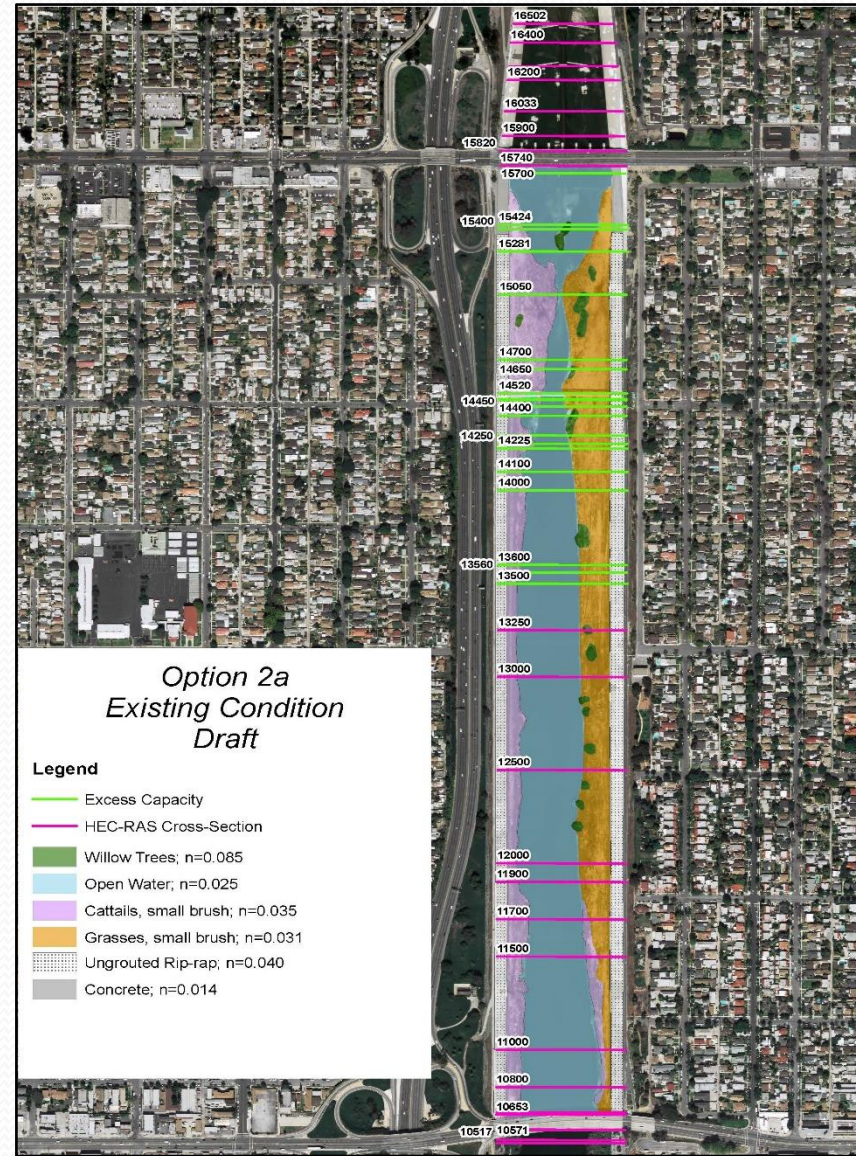 16502
16400
16200
16033
15900
15820
15740
15700
15424
15400
15281
15050
14700
14650
14520
14450
14400
14250
14225
14100
14000
13600
13560
13500
13250
13000
12500
12000
11900
11700
11500
11000
10800
10653
10517 10571
Option 2a
Existing Condition
Draft
Legend
Excess Capacity
HEC-RAS Cross-Section
Willow Trees; n=0.085
Open Water; n=0.025
Cattails, small brush; n=0.035
Grasses, small brush; n=0.031
Ungrouted Rip-rap; n=0.040
Concrete; n=0.014